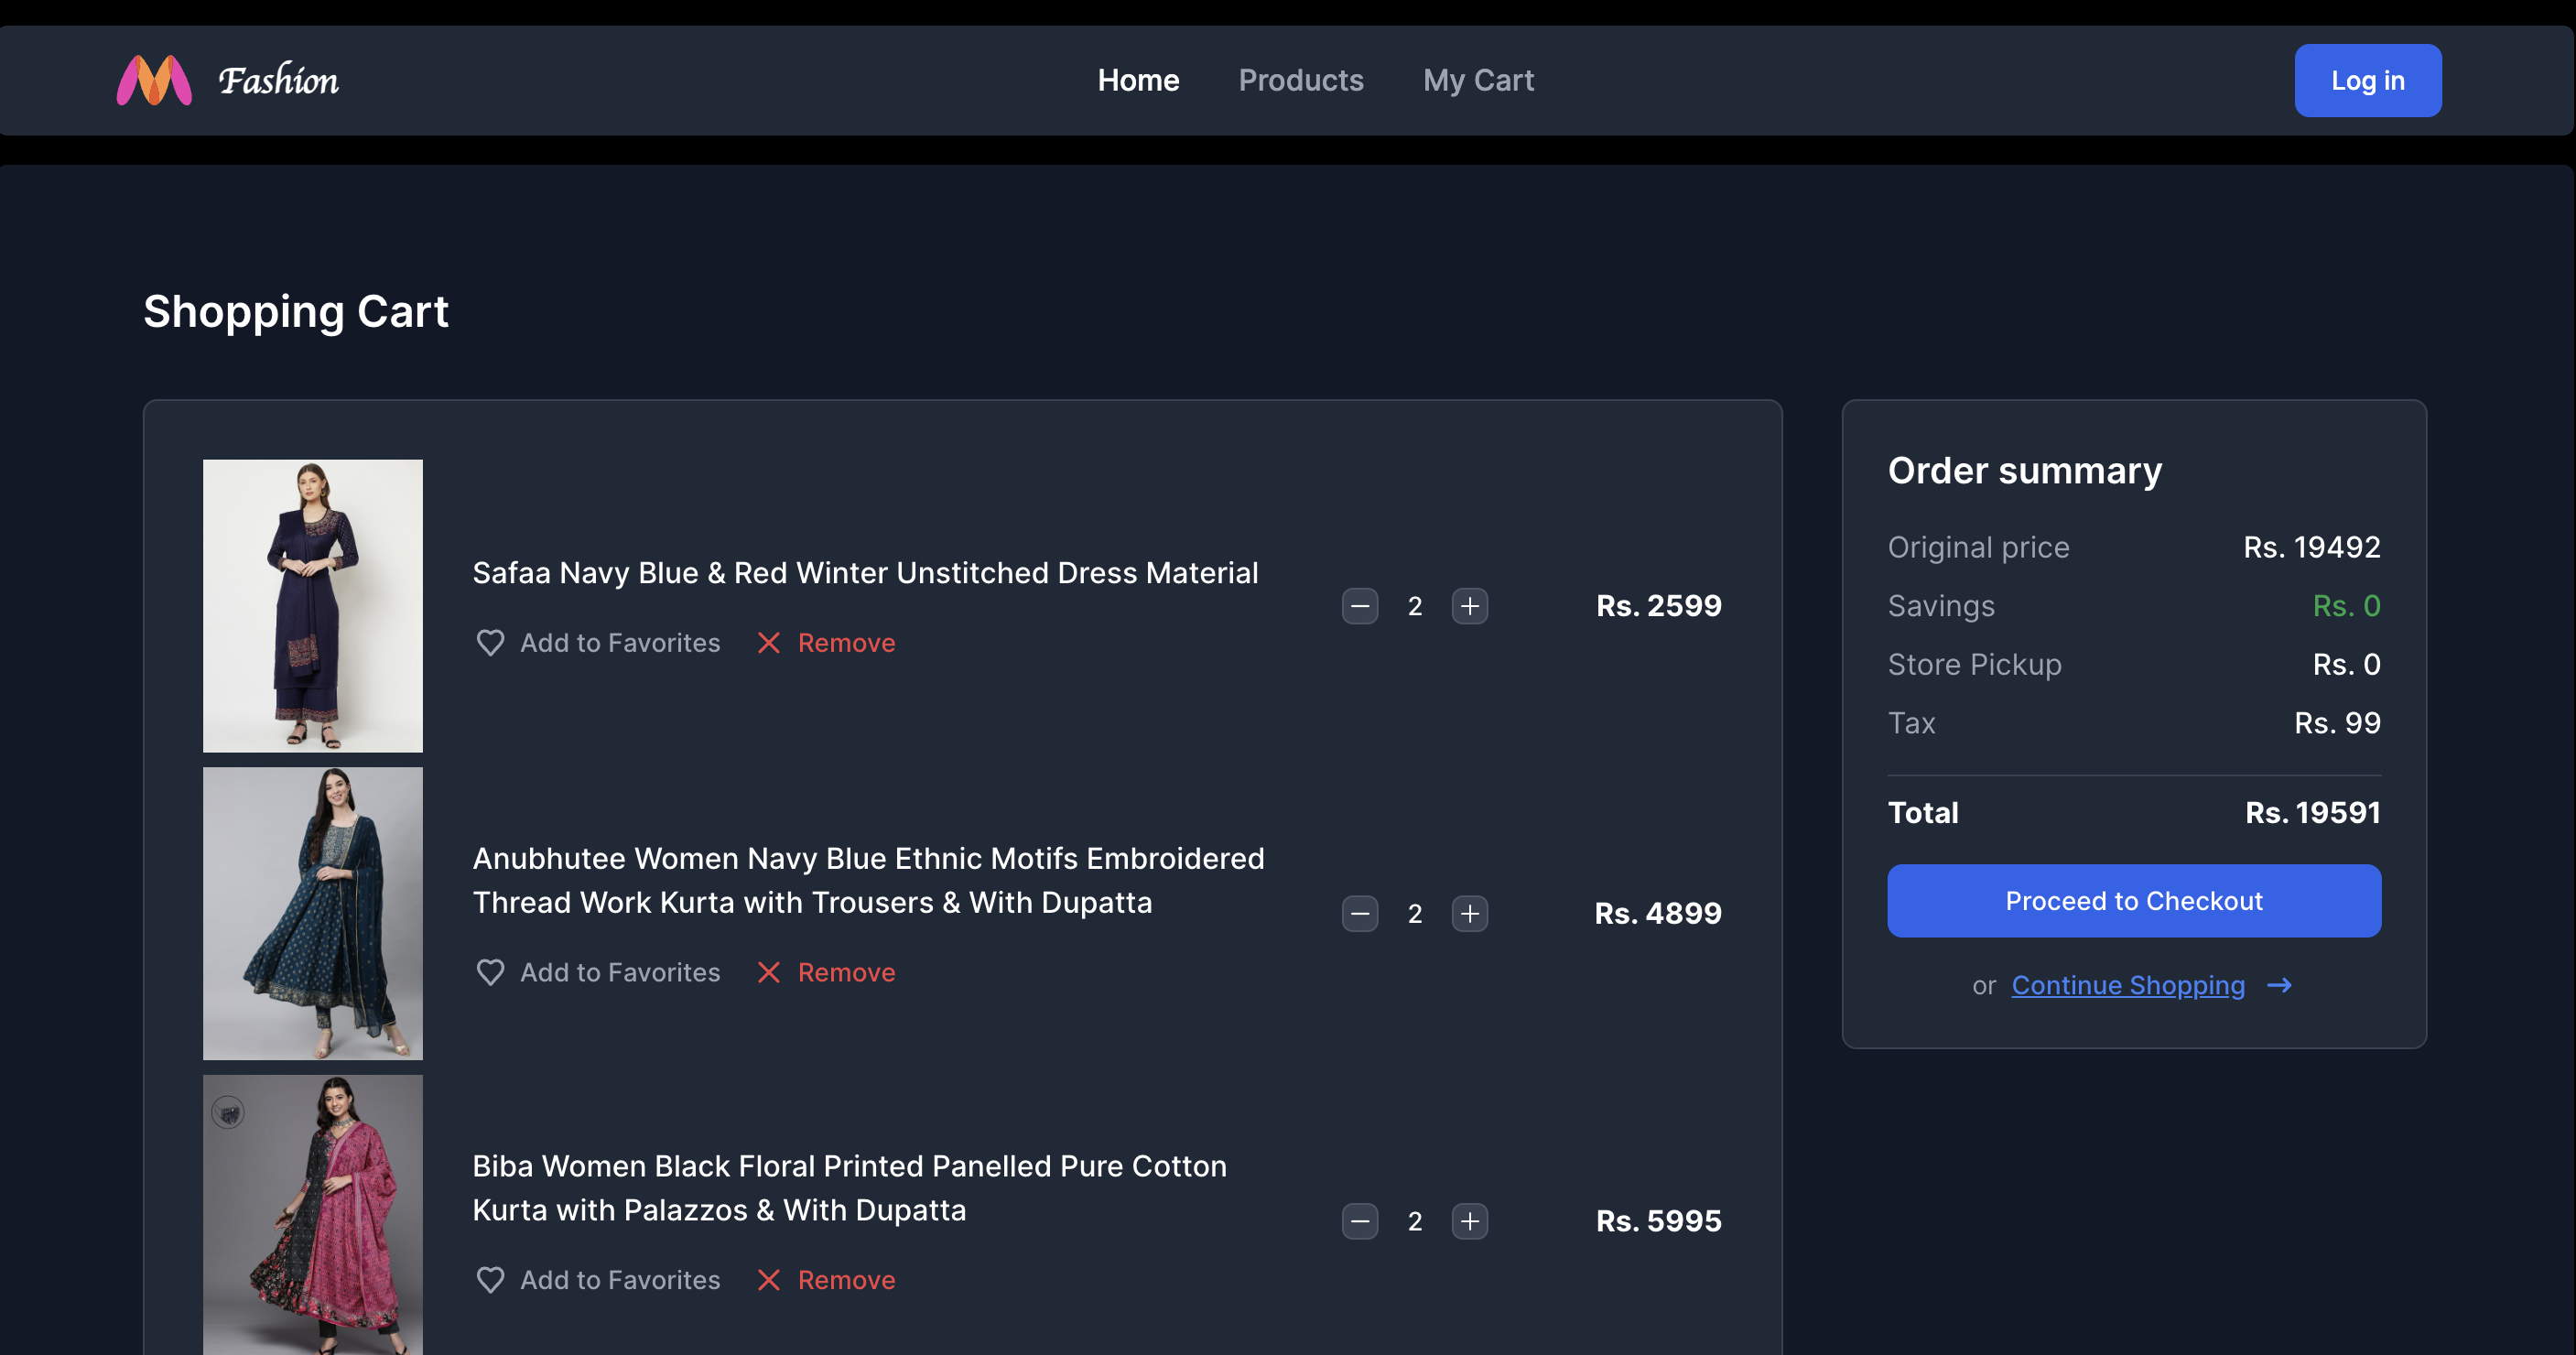 Fashion
Home
Products
My Cart
Log in
Shopping Cart
Safaa Navy Blue & Red Winter Unstitched Dress Material
Add to Favorites
Remove
2
Rs. 2599
Anubhutee Women Navy Blue Ethnic Motifs Embroidered
Thread Work Kurta with Trousers & With Dupatta
Add to Favorites
Remove
2
Rs. 4899
Biba Women Black Floral Printed Panelled Pure Cotton
Kurta with Palazzos & With Dupatta
Add to Favorites
Remove
2
Rs. 5995
Order summary
Original price Rs. 19492
Savings Rs. 0
Store Pickup Rs. 0
Tax Rs. 99
Total Rs. 19591
Proceed to Checkout
or Continue Shopping →